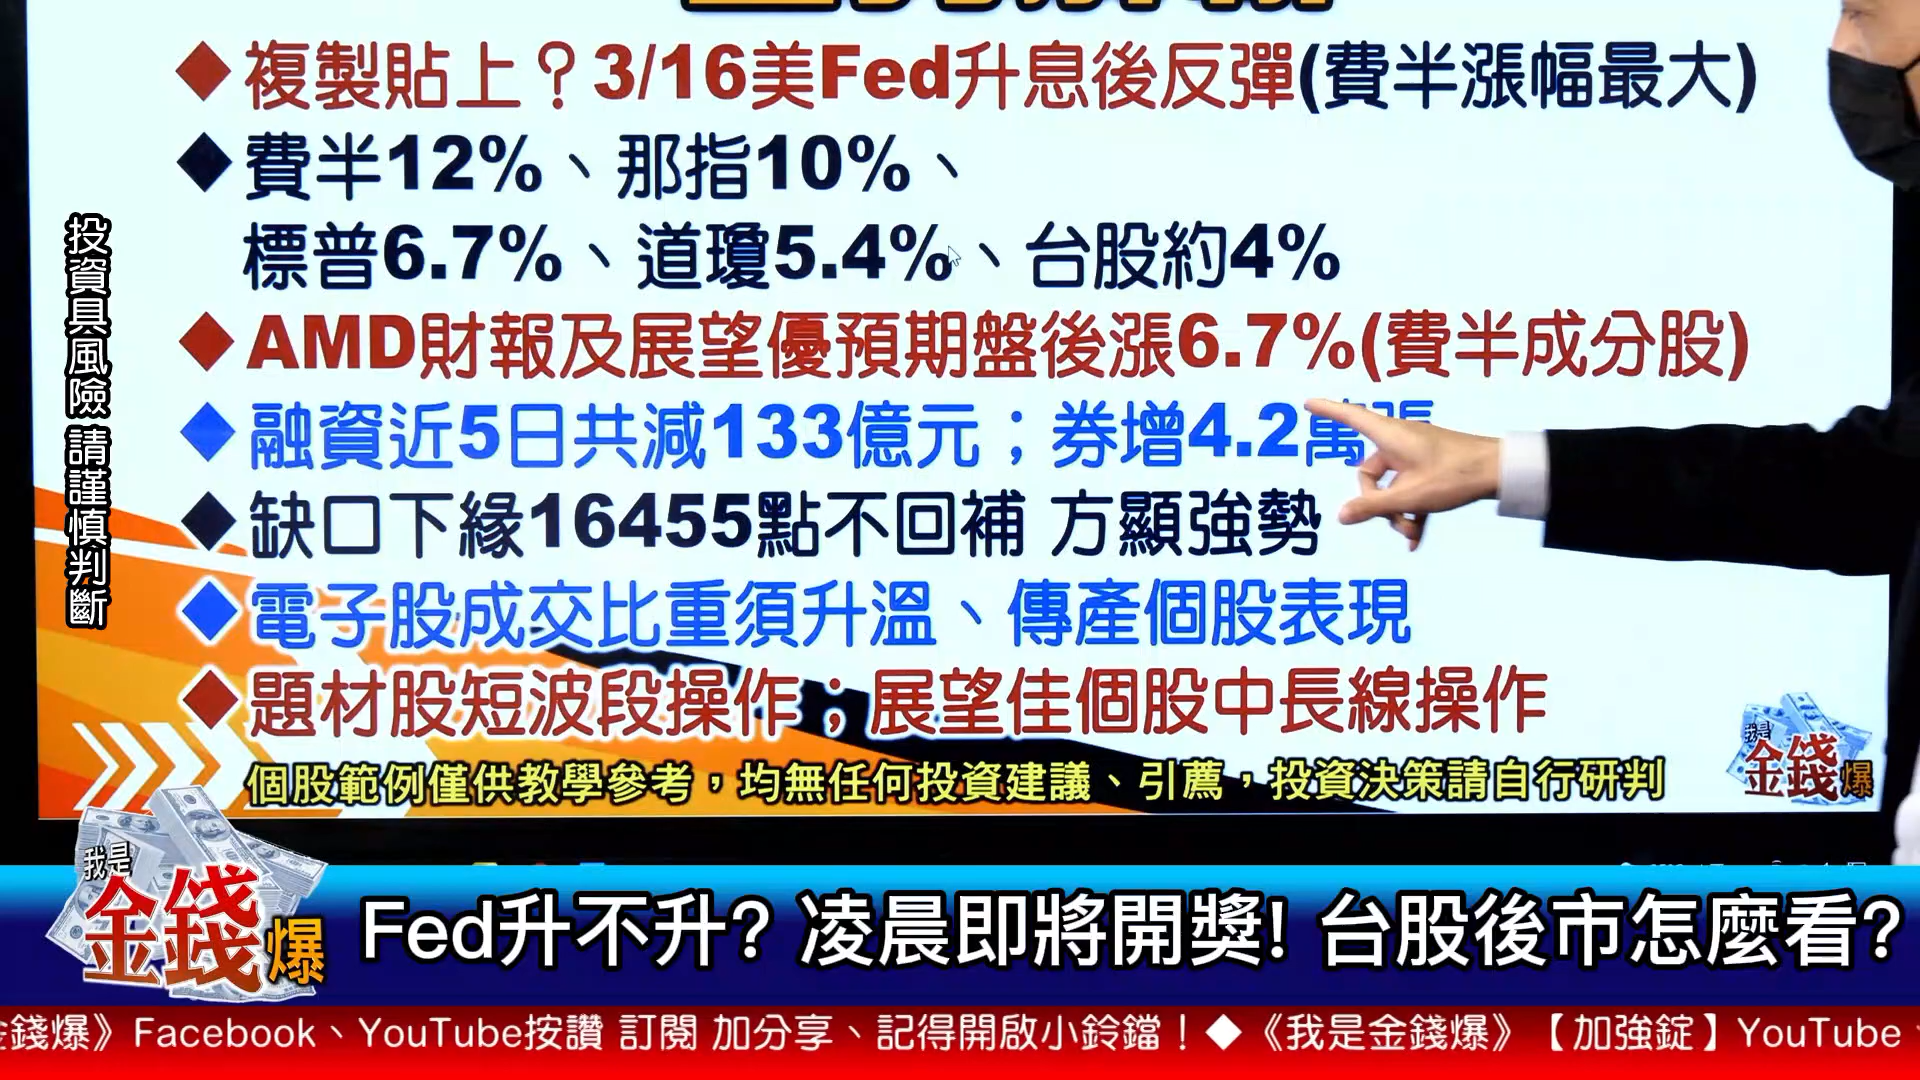 ◆複製貼上？3/16美Fed升息後反彈(費半漲幅最大)
◆費半12%、那指10%、
標普6.7%、道瓊5.4%、台股約4%
◆AMD財報及展望優預期盤後漲6.7%(費半成分股)
◆融資近5日共減133億元；券增4.2萬張
◆缺口下緣16455點不回補 方顯強勢
◆電子股成交比重須升溫、傳產個股表現
◆題材股短波段操作；展望佳個股中長線操作
個股範例僅供教學參考，均無任何投資建議、引薦，投資決策請自行研判
我是
金錢爆
投資具風險 請謹慎判斷
我是
金錢爆
Fed升不升? 凌晨即將開獎! 台股後市怎麼看?
金錢爆》Facebook、YouTube按讚 訂閱 加分享、記得開啟小鈴鐺！◆《我是金錢爆》【加強錠】YouTube